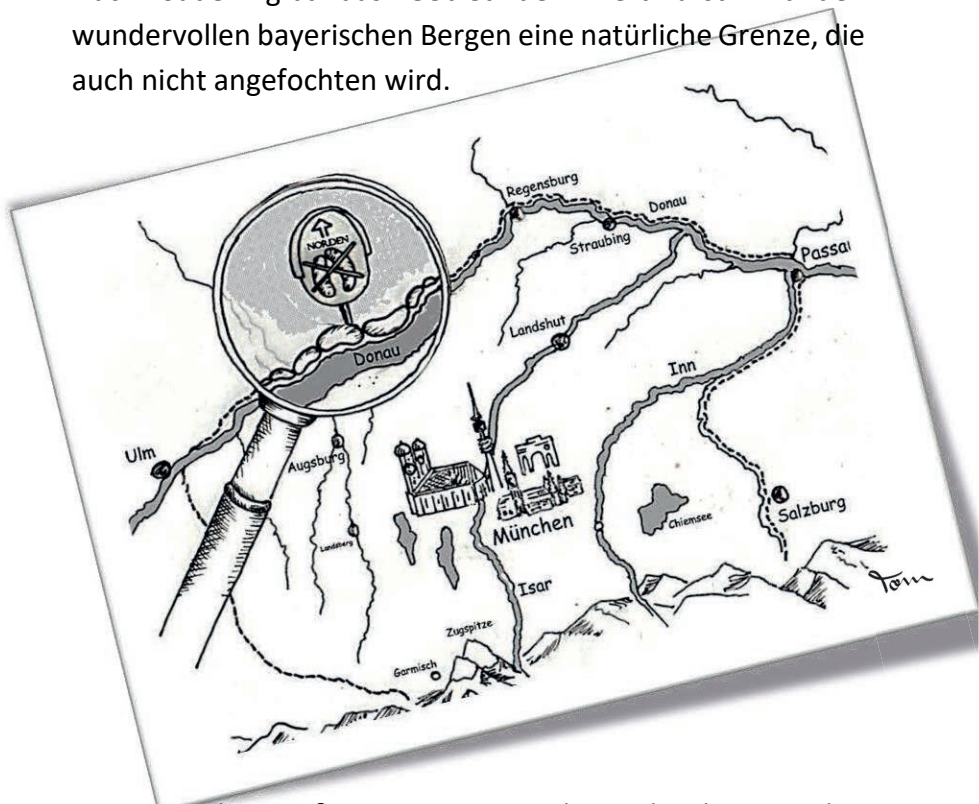 wundervollen bayerischen Bergen eine natürliche Grenze, die
auch nicht angefochten wird.
NORDEN
Donau
Regensburg
Donau
Straubing
Passau
Landshut
Inn
Ulm
Augsburg
Landsberg
München
Chiemsee
Salzburg
Isar
Zugspitze
Garmisch
Tom